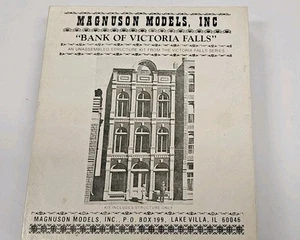 MAGNUSON MODELS, INC
"BANK OF VICTORIA FALLS"
AN UNASSEMBLED STRUCTURE KIT FROM THE VICTORIA FALLS SERIES
KIT INCLUDES STRUCTURE ONLY
MAGNUSON MODELS, INC. P.O. BOX 199, LAKE VILLA, IL 60046